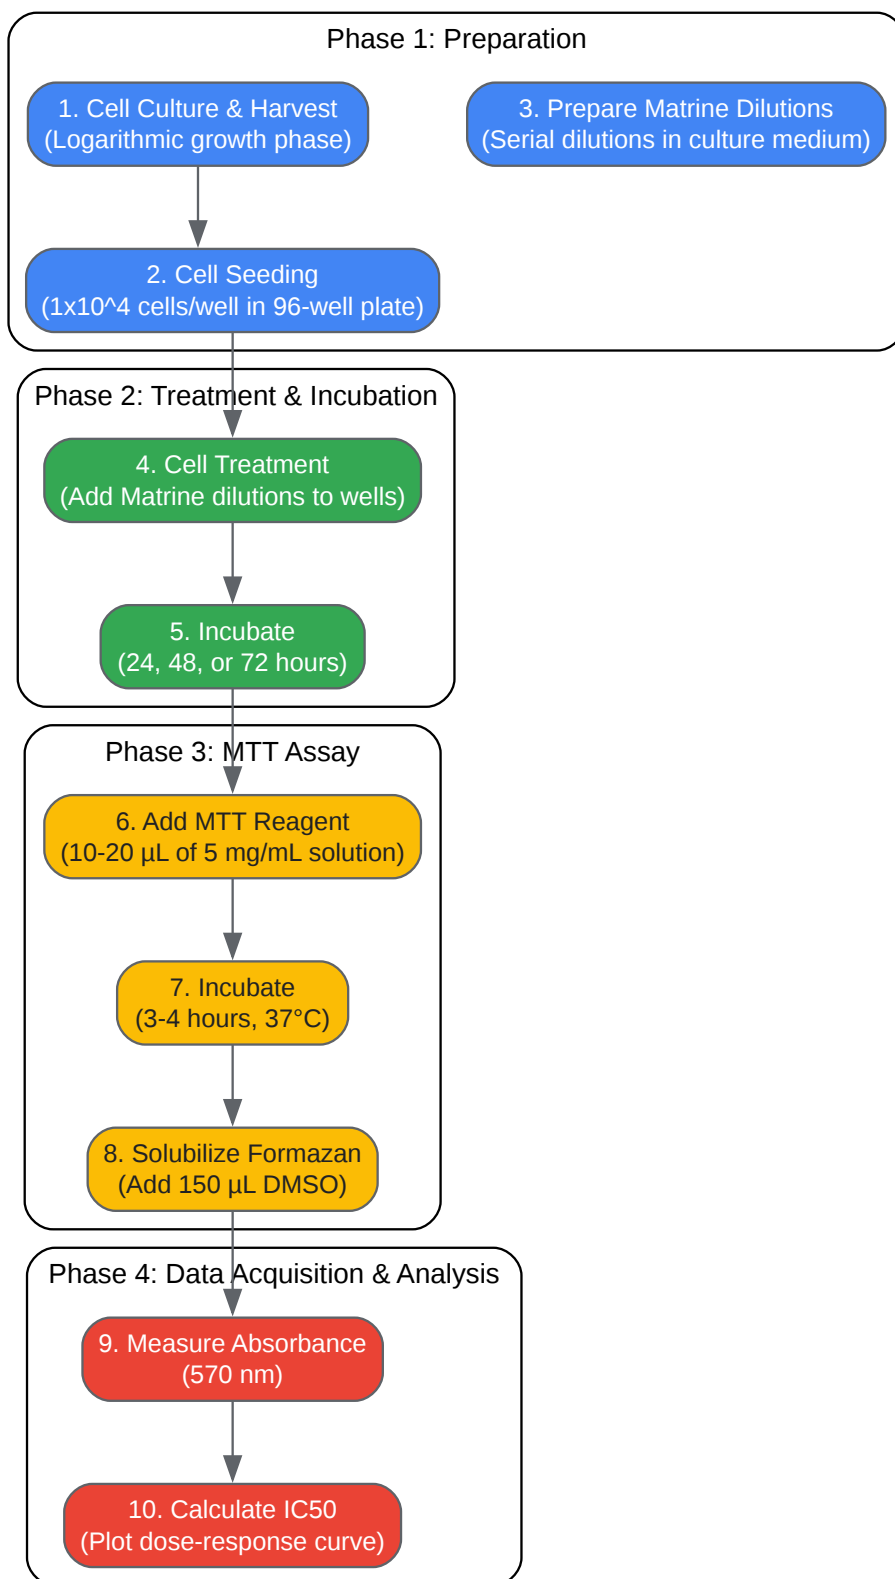 Phase 1: Preparation
1. Cell Culture & Harvest
(Logarithmic growth phase)
3. Prepare Matrine Dilutions
(Serial dilutions in culture medium)
2. Cell Seeding
(1x10^4 cells/well in 96-well plate)
Phase 2: Treatment & Incubation
4. Cell Treatment
(Add Matrine dilutions to wells)
5. Incubate
(24, 48, or 72 hours)
Phase 3: MTT Assay
6. Add MTT Reagent
(10-20 µL of 5 mg/mL solution)
7. Incubate
(3-4 hours, 37°C)
8. Solubilize Formazan
(Add 150 µL DMSO)
Phase 4: Data Acquisition & Analysis
9. Measure Absorbance
(570 nm)
10. Calculate IC50
(Plot dose-response curve)